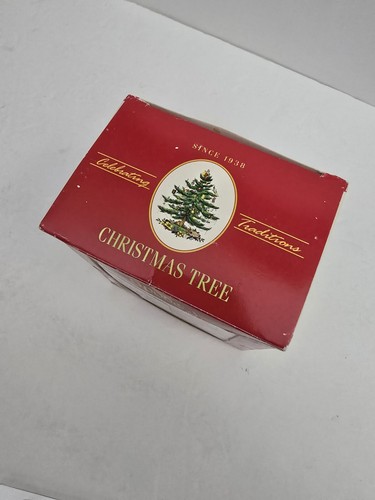 SINCE 1938
Celebrating
Traditions
CHRISTMAS TREE